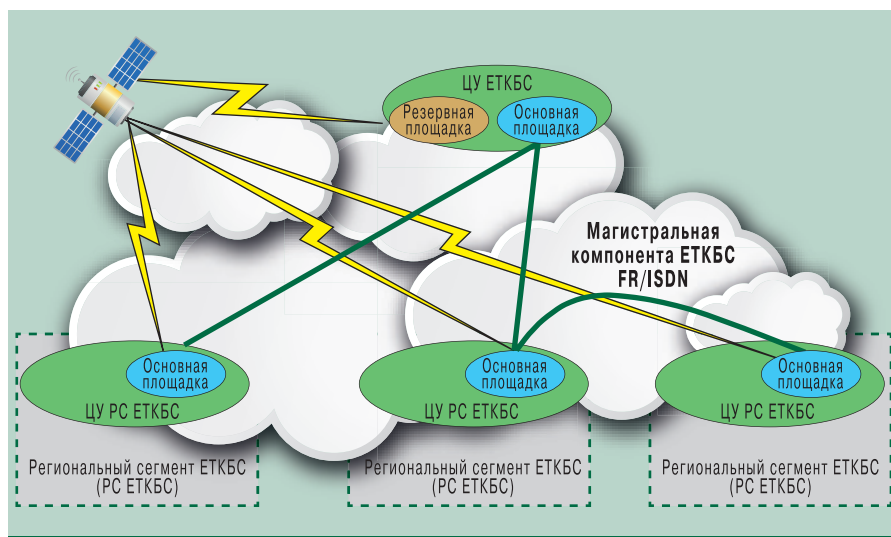 ЦУ ЕТКБС
Резервная
площадка
Основная
площадка
Магистральная
компонента ЕТКБС
FR/ISDN
Основная
площадка
ЦУ РС ЕТКБС
Региональный сегмент ЕТКБС
(РС ЕТКБС)
Основная
площадка
ЦУ РС ЕТКБС
Региональный сегмент ЕТКБС
(РС ЕТКБС)
Основная
площадка
ЦУ РС ЕТКБС
Региональный сегмент ЕТКБС
(РС ЕТКБС)